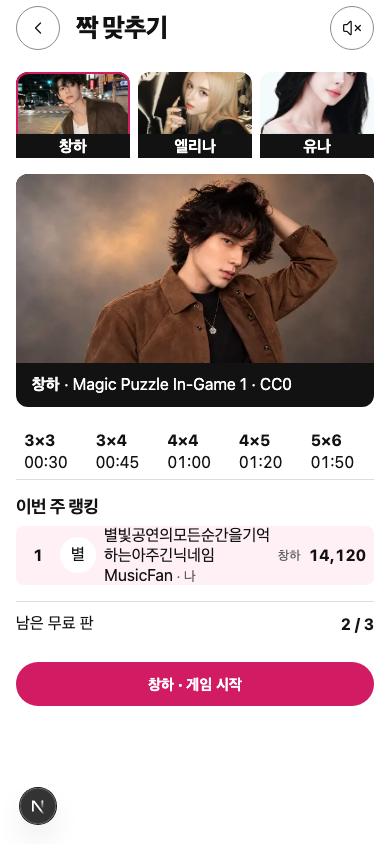 짝 맞추기
창하
엘리나
유나
창하 · Magic Puzzle In-Game 1 · CC0
3×3 3×4 4×4 4×5 5×6
00:30 00:45 01:00 01:20 01:50
이번 주 랭킹
1 별 별빛공연의모든순간을기억
하는아주긴닉네임
MusicFan · 나
창하 14,120
남은 무료 판 2 / 3
창하 · 게임 시작
N